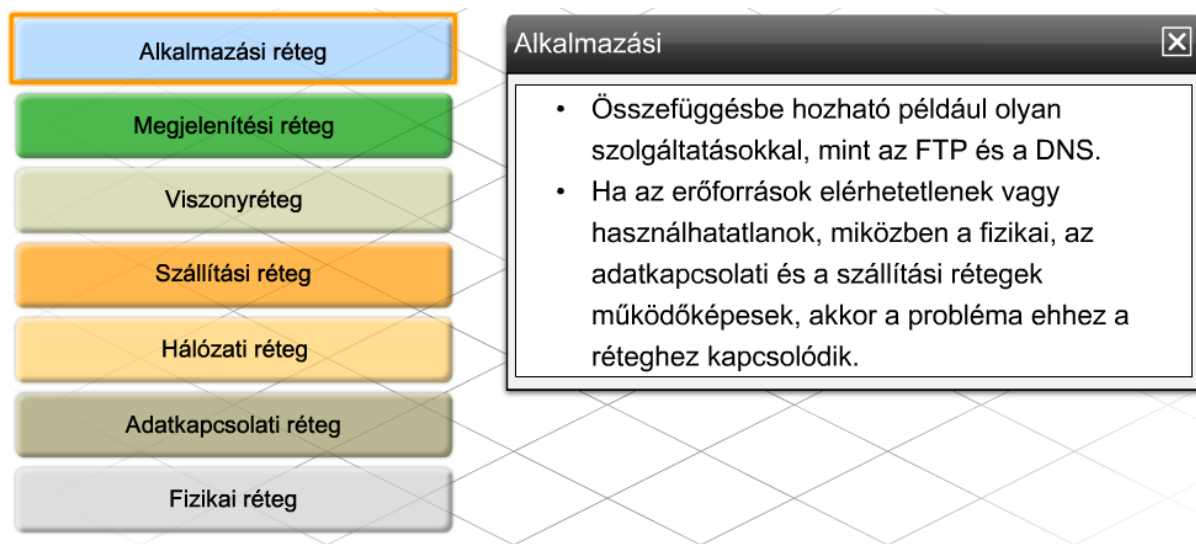 Alkalmazási réteg
Megjelenítési réteg
Viszonyréteg
Szállítási réteg
Hálózati réteg
Adatkapcsolati réteg
Fizikai réteg
Alkalmazási
• Összefüggésbe hozható például olyan
szolgáltatásokkal, mint az FTP és a DNS.
• Ha az erőforrások elérhetetlenek vagy
használhatatlanok, miközben a fizikai, az
adatkapcsolati és a szállítási rétegek
működőképesek, akkor a probléma ehhez a
réteghez kapcsolódik.